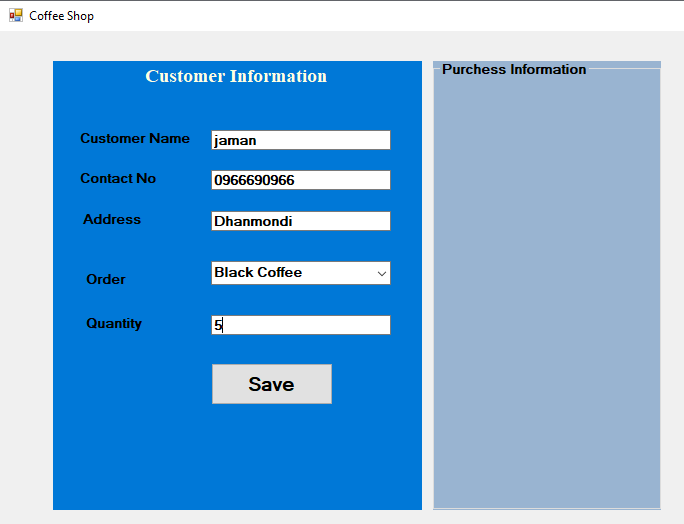 Coffee Shop
Customer Information
Customer Name jaman
Contact No 0966690966
Address Dhanmondi
Order Black Coffee
Quantity 5
Save
Purchess Information